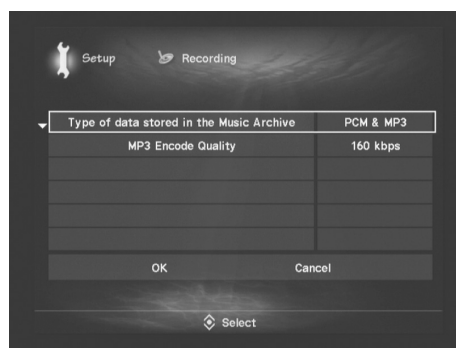 Setup Recording
Type of data stored in the Music Archive PCM & MP3
MP3 Encode Quality 160 kbps
OK Cancel
Select